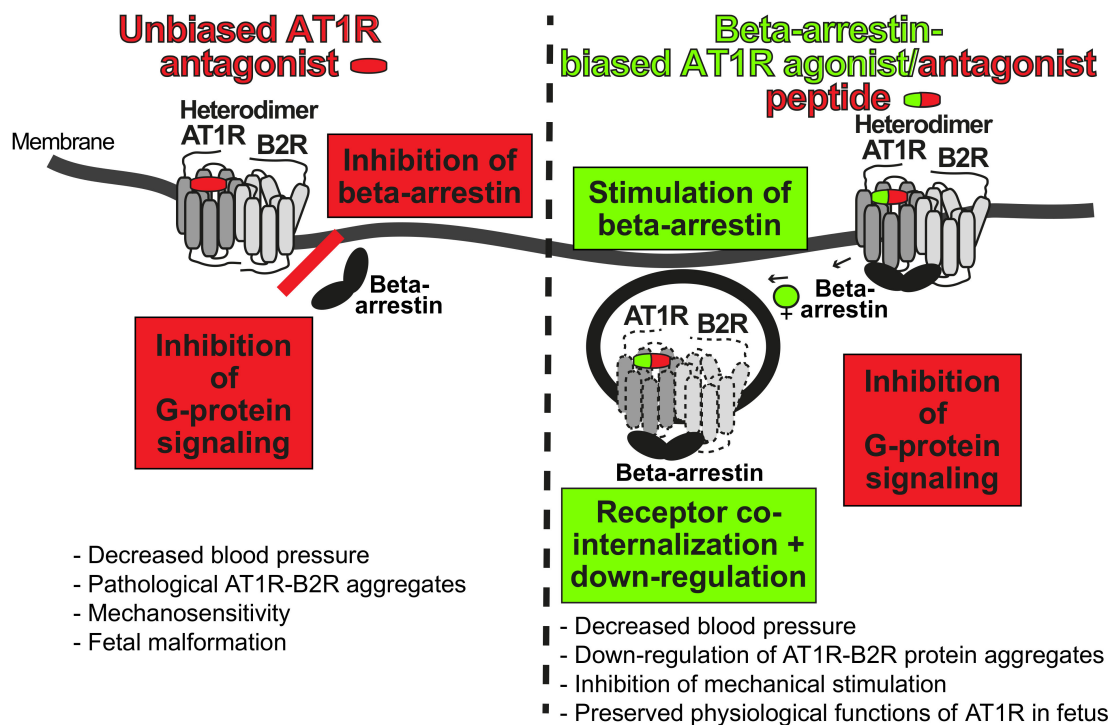 Unbiased AT1R
antagonist
Heterodimer
AT1R B2R
Membrane
Inhibition of
beta-arrestin
Beta-
arrestin
Inhibition
of
G-protein
signaling
- Decreased blood pressure
- Pathological AT1R-B2R aggregates
- Mechanosensitivity
- Fetal malformation
Beta-arrestin-
biased AT1R agonist/antagonist
peptide
Heterodimer
AT1R B2R
Stimulation of
beta-arrestin
Beta-
arrestin
AT1R B2R
Beta-arrestin
Inhibition
of
G-protein
signaling
Receptor co-
internalization +
down-regulation
- Decreased blood pressure
- Down-regulation of AT1R-B2R protein aggregates
- Inhibition of mechanical stimulation
- Preserved physiological functions of AT1R in fetus